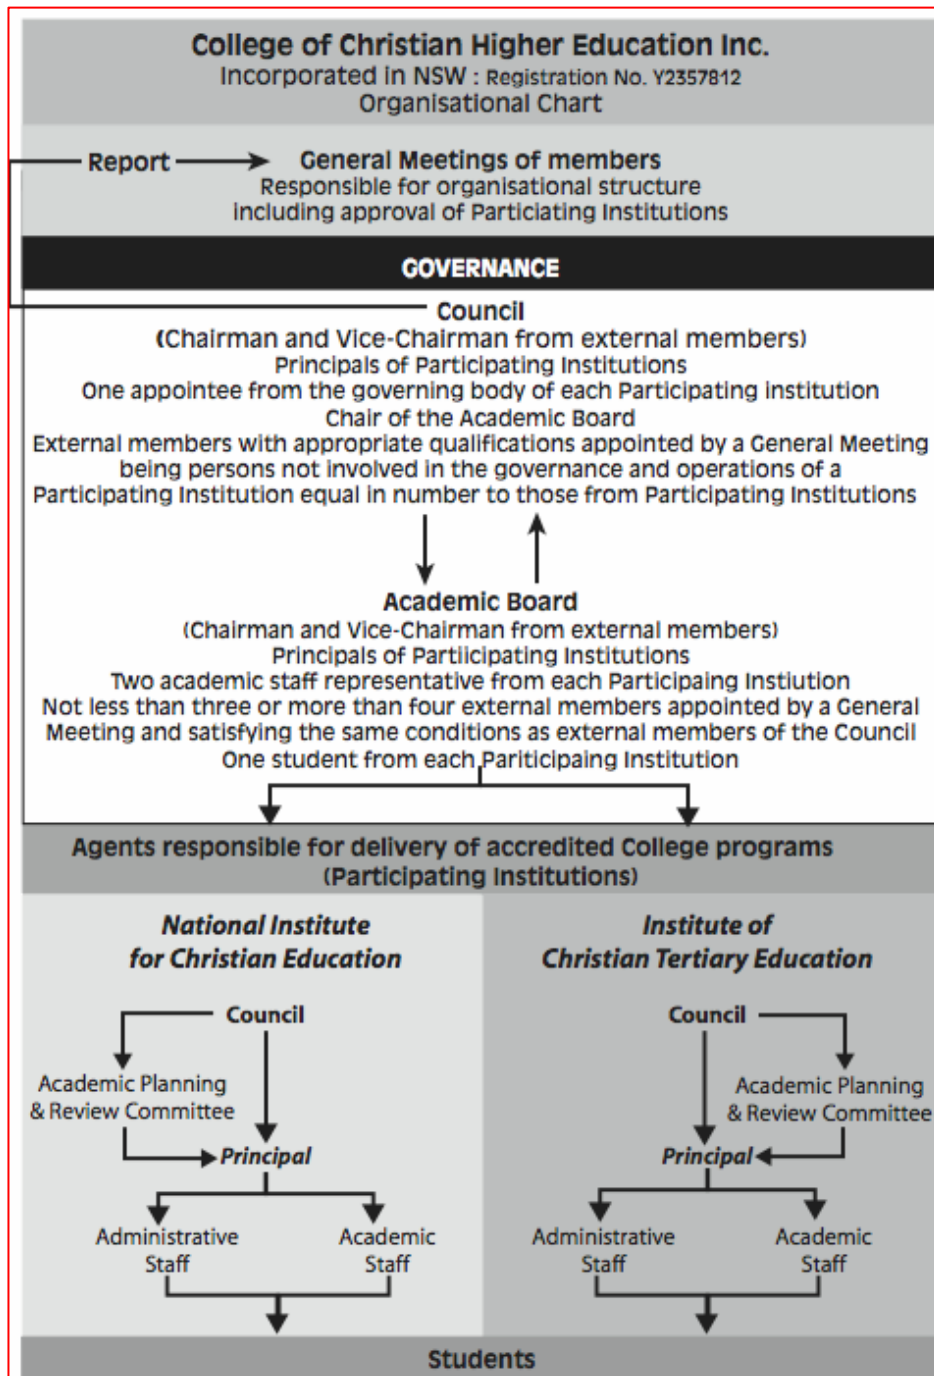 College of Christian Higher Education Inc.
Incorporated in NSW : Registration No. Y2357812
Organisational Chart
Report
General Meetings of members
Responsible for organisational structure
including approval of Particiating Institutions
GOVERNANCE
Council
(Chairman and Vice-Chairman from external members)
Principals of Participating Institutions
One appointee from the governing body of each Participating institution
Chair of the Academic Board
External members with appropriate qualifications appointed by a General Meeting
being persons not involved in the governance and operations of a
Participating Institution equal in number to those from Participating Institutions
Academic Board
(Chairman and Vice-Chairman from external members)
Principals of Partiicipating Institutions
Two academic staff representative from each Participaing Instiution
Not less than three or more than four external members appointed by a General
Meeting and satisfying the same conditions as external members of the Council
One student from each Pariticipaing Institution
Agents responsible for delivery of accredited College programs
(Participating Institutions)
National Institute
for Christian Education
Council
Academic Planning
& Review Committee
Principal
Administrative
Staff
Academic
Staff
Institute of
Christian Tertiary Education
Council
Academic Planning
& Review Committee
Principal
Administrative
Staff
Academic
Staff
Students